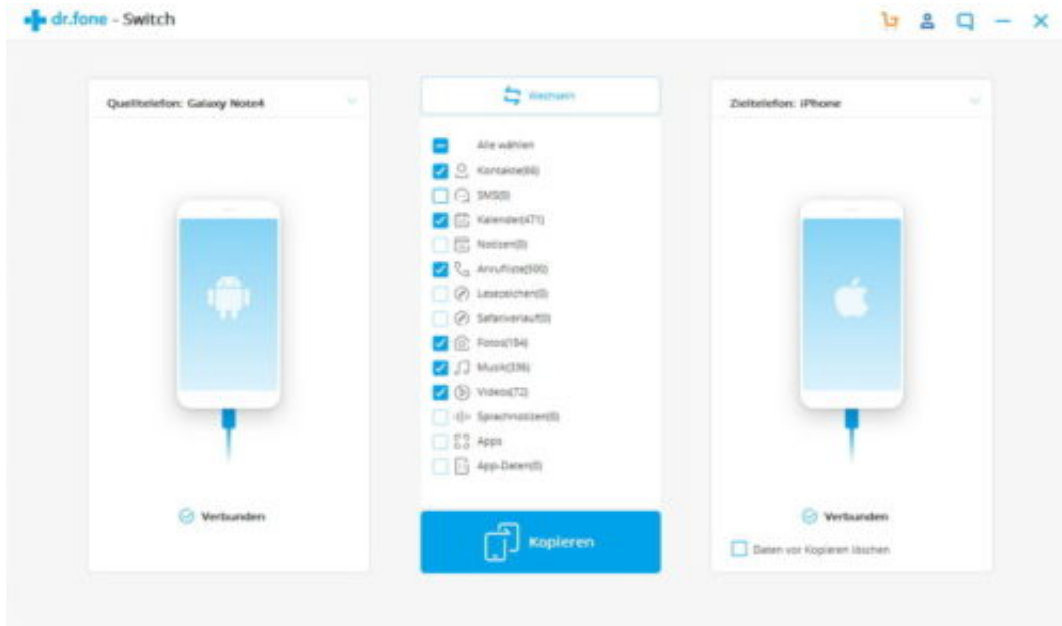 dr.fone - Switch
Quelltelefon: Galaxy Note4
Wechseln
Zieltelefon: iPhone
Alle wählen
Kontakte(66)
SMS(0)
Kalender(471)
Notizen(0)
Anrufliste(500)
Lesezeichen(0)
Safariverlauf(0)
Fotos(184)
Musik(336)
Videos(72)
Sprachnotizen(0)
Apps
App-Daten(0)
Verbunden
Kopieren
Verbunden
Daten vor Kopieren löschen